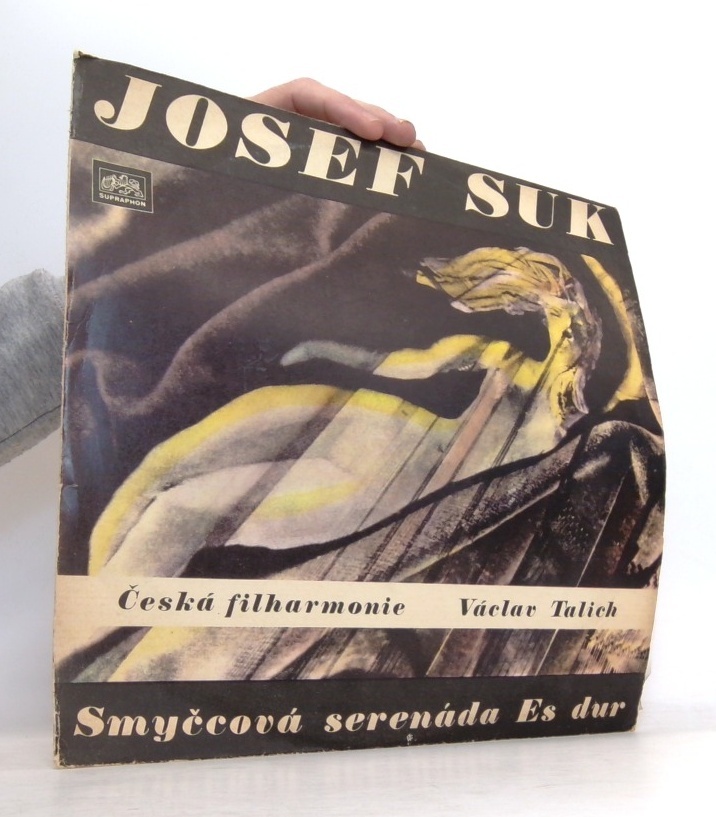 JOSEF SUK
SUPRAPHON
Česká filharmonie Václav Talich
Smyčcová serenáda Es dur